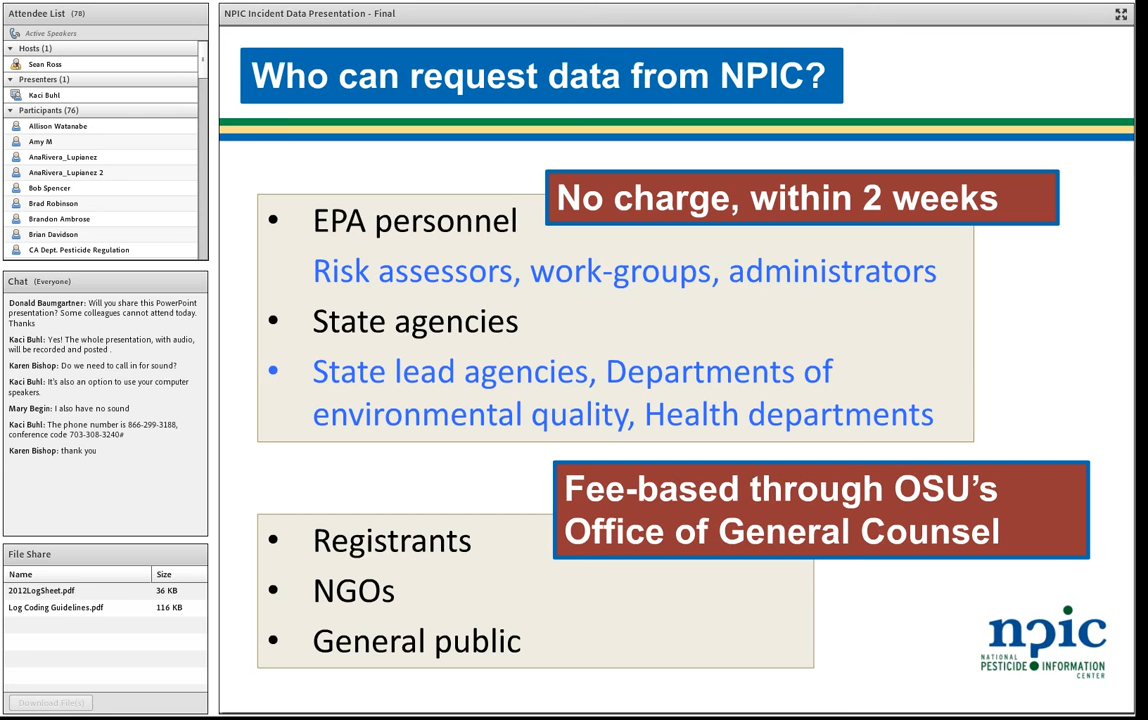 Attendee List (78)
Active Speakers
Hosts (1)
Sean Ross
Presenters (1)
Kaci Buhl
Participants (76)
Allison Watanabe
Amy M
AnaRivera_Lupianez
AnaRivera_Lupianez 2
Bob Spencer
Brad Robinson
Brandon Ambrose
Brian Davidson
CA Dept. Pesticide Regulation
Chat (Everyone)
Donald Baumgartner: Will you share this PowerPoint
presentation? Some colleagues cannot attend today.
Thanks
Kaci Buhl: Yes! The whole presentation, with audio,
will be recorded and posted .
Karen Bishop: Do we need to call in for sound?
Kaci Buhl: It's also an option to use your computer
speakers.
Mary Begin: I also have no sound
Kaci Buhl: The phone number is 866-299-3188,
conference code 703-308-3240#
Karen Bishop: thank you
File Share
Name Size
2012LogSheet.pdf 36 KB
Log Coding Guidelines.pdf 116 KB
Download File(s)
NPIC Incident Data Presentation - Final
Who can request data from NPIC?
No charge, within 2 weeks
• EPA personnel
Risk assessors, work-groups, administrators
• State agencies
• State lead agencies, Departments of
environmental quality, Health departments
Fee-based through OSU's
Office of General Counsel
• Registrants
• NGOs
• General public
npic
NATIONAL
PESTICIDE INFORMATION
CENTER